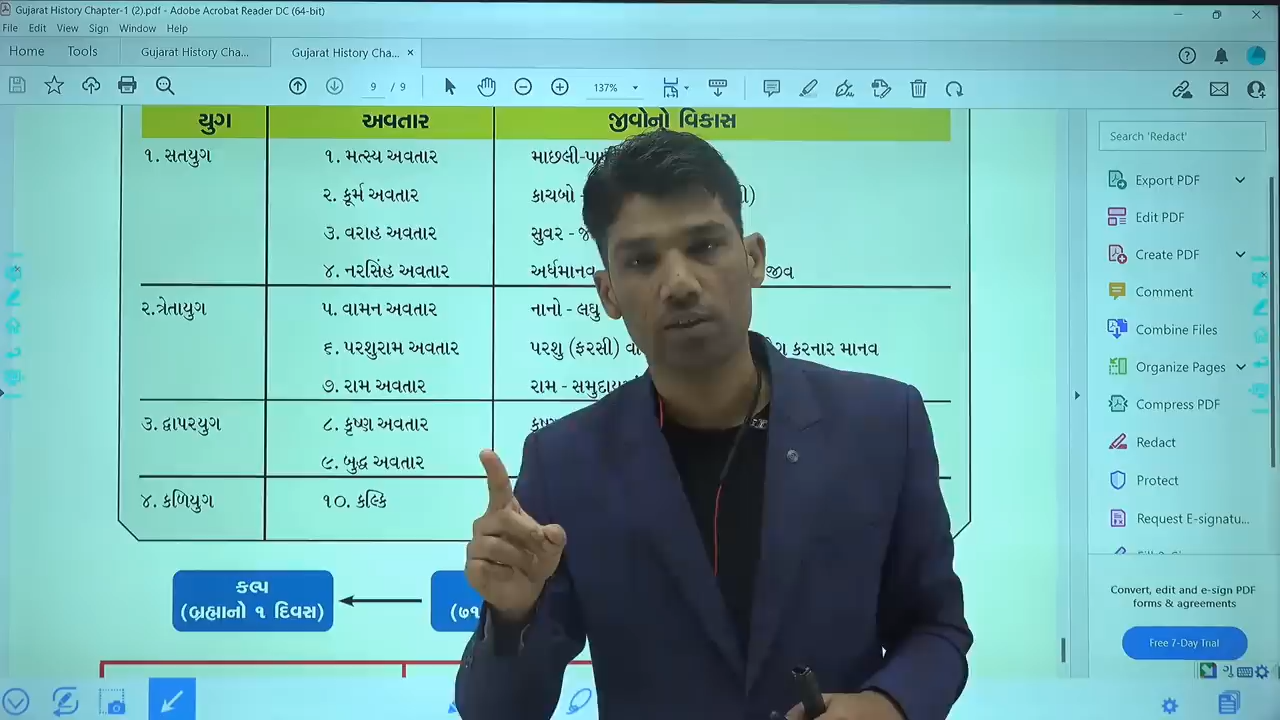 Gujarat History Chapter-1 (2).pdf - Adobe Acrobat Reader DC (64-bit)
File Edit View Sign Window Help
Home Tools Gujarat History Cha... Gujarat History Cha... ×
9 / 9 137%
યુગ અવતાર જીવોનો વિકાસ
૧. સતયુગ ૧. મત્સ્ય અવતાર માછલી-
૨. કૂર્મ અવતાર કાચબો -
૩. વરાહ અવતાર સુવર -
૪. નરસિંહ અવતાર અર્ધમાનવ જીવ
૨.ત્રેતાયુગ ૫. વામન અવતાર નાનો - લઘુ
૬. પરશુરામ અવતાર પરશુ (ફરસી) કરનાર માનવ
૭. રામ અવતાર રામ -
૩. દ્વાપરયુગ ૮. કૃષ્ણ અવતાર
૯. બુદ્ધ અવતાર
૪. કળિયુગ ૧૦. કલ્કિ
કલ્પ
(બ્રહ્માનો ૧ દિવસ) (૭૧
Search 'Redact'
Export PDF
Edit PDF
Create PDF
Comment
Combine Files
Organize Pages
Compress PDF
Redact
Protect
Request E-signatu...
Convert, edit and e-sign PDF
forms & agreements
Free 7-Day Trial